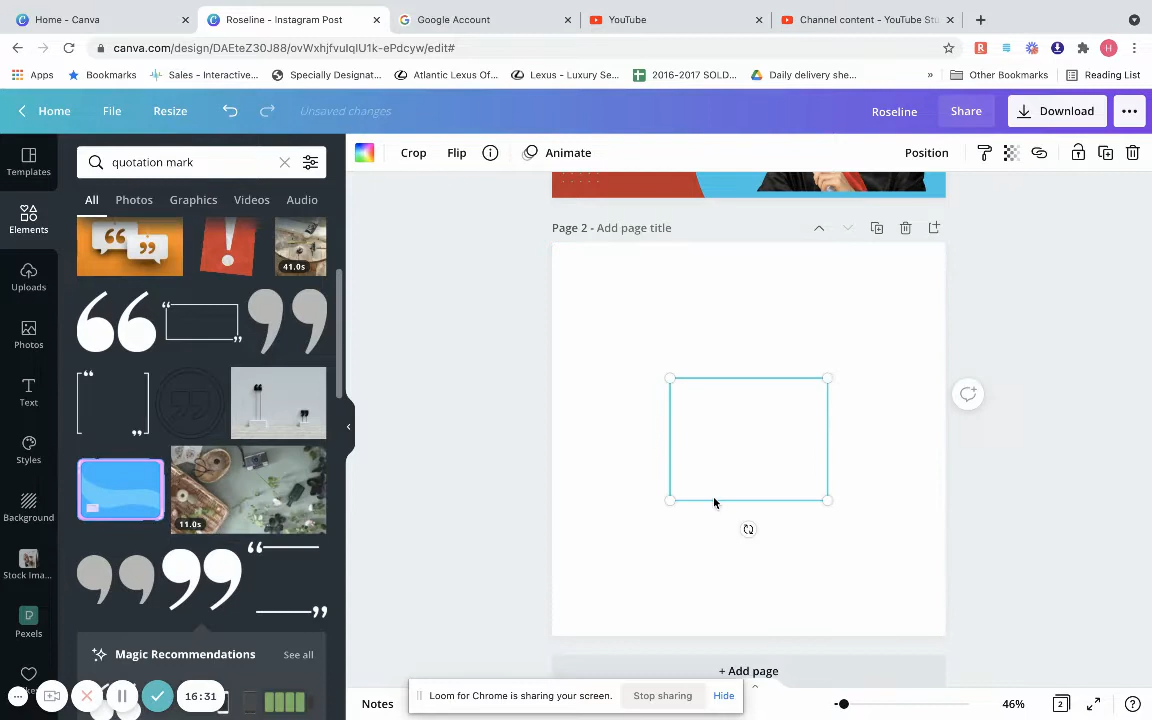 Home - Canva
Roseline - Instagram Post
Google Account
YouTube
Channel content - YouTube Stu
canva.com/design/DAEteZ30J88/ovWxhjfvuIqlU1k-ePdcyw/edit#
Apps
Bookmarks
Sales - Interactive...
Specially Designat...
Atlantic Lexus Of...
Lexus - Luxury Se...
2016-2017 SOLD...
Daily delivery she...
»
Other Bookmarks
Reading List
Home
File
Resize
Unsaved changes
Roseline
Share
Download
Templates
quotation mark
Crop
Flip
Animate
Position
Elements
All
Photos
Graphics
Videos
Audio
Page 2 - Add page title
41.0s
Uploads
Photos
Text
Styles
Background
11.0s
Stock Ima...
Pexels
Magic Recommendations
See all
+ Add page
16:31
Loom for Chrome is sharing your screen.
Stop sharing
Hide
Notes
46%
2